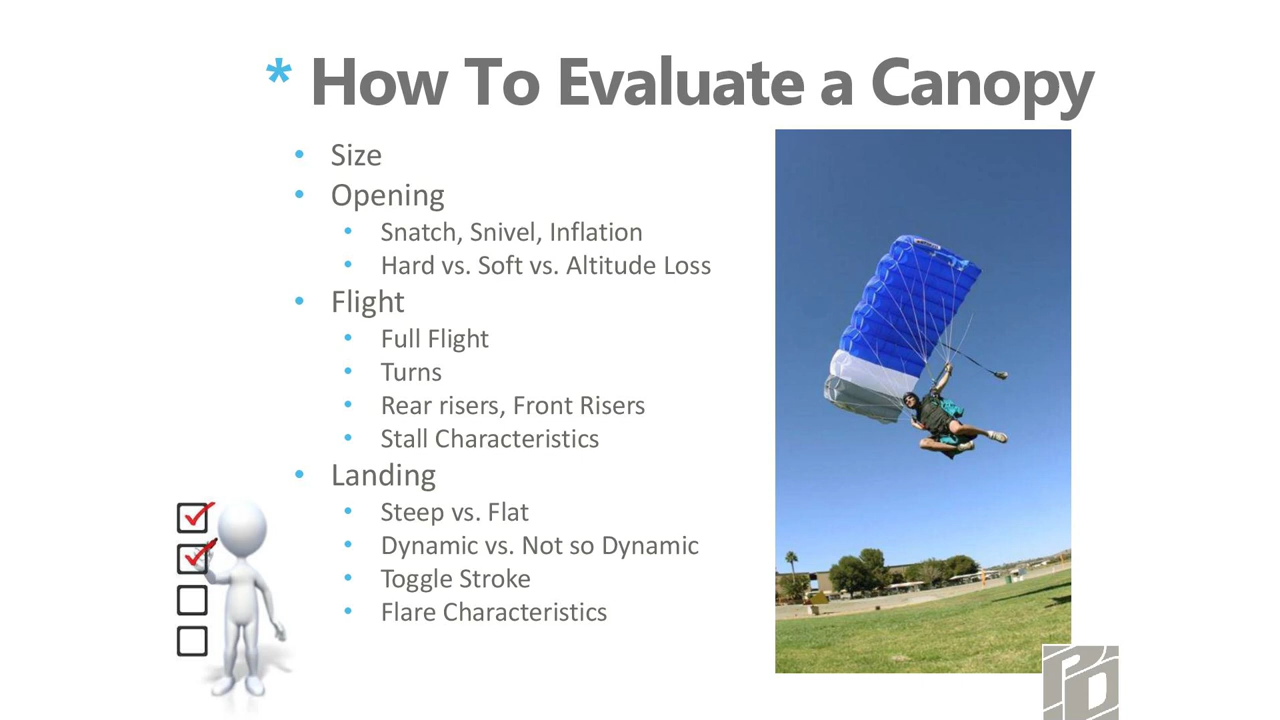 * How To Evaluate a Canopy
• Size
• Opening
• Snatch, Snivel, Inflation
• Hard vs. Soft vs. Altitude Loss
• Flight
• Full Flight
• Turns
• Rear risers, Front Risers
• Stall Characteristics
• Landing
• Steep vs. Flat
• Dynamic vs. Not so Dynamic
• Toggle Stroke
• Flare Characteristics
PD